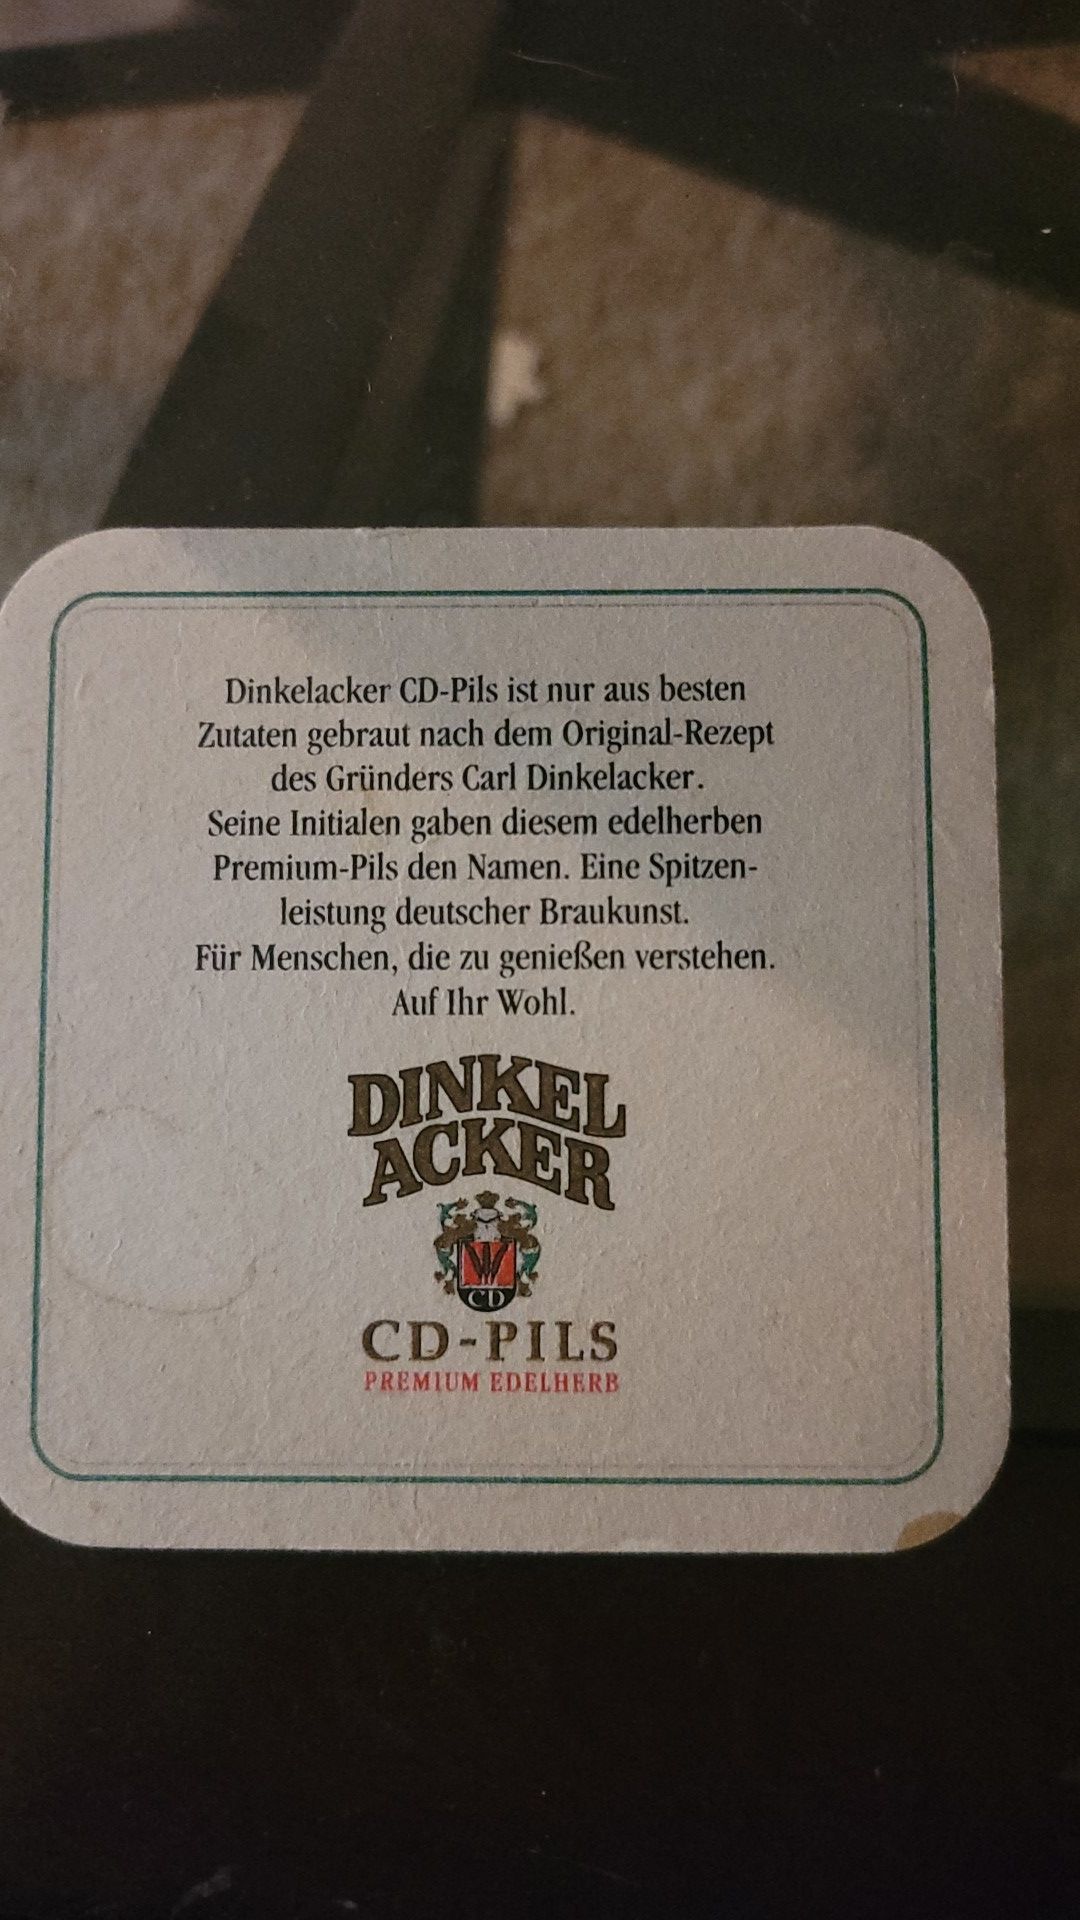 Dinkelacker CD-Pils ist nur aus besten
Zutaten gebraut nach dem Original-Rezept
des Gründers Carl Dinkelacker.
Seine Initialen gaben diesem edelherben
Premium-Pils den Namen. Eine Spitzen-
leistung deutscher Braukunst.
Für Menschen, die zu genießen verstehen.
Auf Ihr Wohl.
DINKEL
ACKER
CD
CD-PILS
PREMIUM EDELHERB